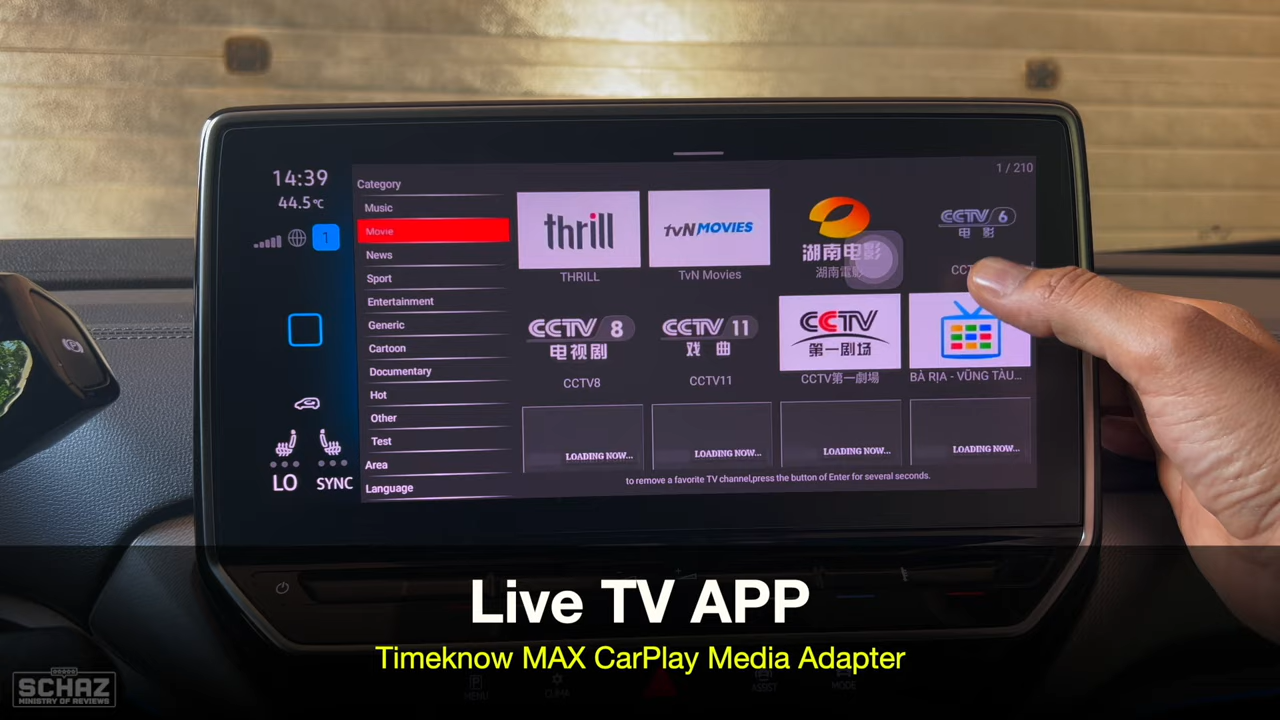 14:39
44.5°C
1
LO
SYNC
Category
Music
Movie
News
Sport
Entertainment
Generic
Cartoon
Documentary
Hot
Other
Test
Area
Language
1 / 210
thrill
THRILL
tvN MOVIES
TvN Movies
湖南电影
湖南電影
CCTV 6
电影
CCTV 8
电视剧
CCTV8
CCTV 11
戏曲
CCTV11
CCTV
第一剧场
CCTV第一劇場
BÀ RỊA - VŨNG TÀU...
LOADING NOW...
LOADING NOW...
LOADING NOW...
LOADING NOW...
to remove a favorite TV channel,press the button of Enter for several seconds.
Live TV APP
Timeknow MAX CarPlay Media Adapter
MENU
CLIMA
ASSIST
MODE
SCHAZ
MINISTRY OF REVIEWS